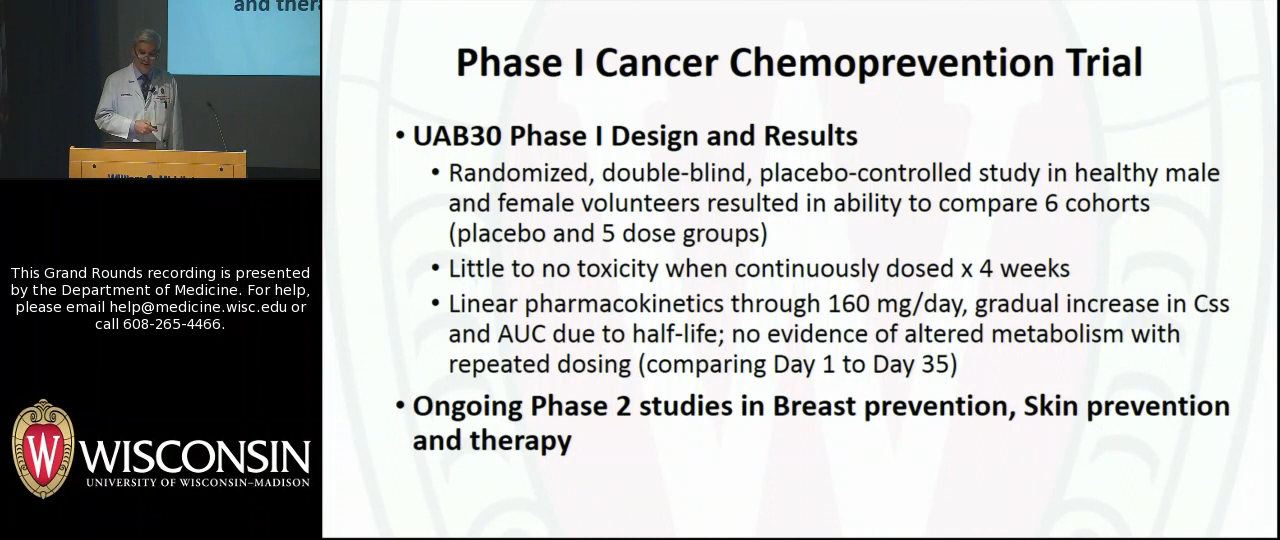 and thera
This Grand Rounds recording is presented
by the Department of Medicine. For help,
please email help@medicine.wisc.edu or
call 608-265-4466.
W
WISCONSIN
UNIVERSITY OF WISCONSIN–MADISON
Phase I Cancer Chemoprevention Trial
• UAB30 Phase I Design and Results
• Randomized, double-blind, placebo-controlled study in healthy male
and female volunteers resulted in ability to compare 6 cohorts
(placebo and 5 dose groups)
• Little to no toxicity when continuously dosed x 4 weeks
• Linear pharmacokinetics through 160 mg/day, gradual increase in Css
and AUC due to half-life; no evidence of altered metabolism with
repeated dosing (comparing Day 1 to Day 35)
• Ongoing Phase 2 studies in Breast prevention, Skin prevention
and therapy